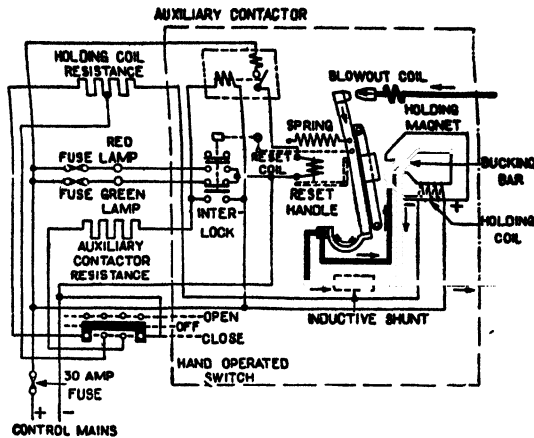 AUXILIARY CONTACTOR
HOLDING COIL
RESISTANCE
BLOWOUT COIL
HOLDING
MAGNET
SPRING
RED
FUSE LAMP
RESET
COIL
BUCKING
BAR
FUSE GREEN
LAMP
RESET
HANDLE
INTER-
LOCK
HOLDING
COIL
AUXILIARY
CONTACTOR
RESISTANCE
+
-
OPEN
OFF
CLOSE
INDUCTIVE SHUNT
HAND OPERATED
SWITCH
30 AMP
FUSE
+ -
CONTROL MAINS